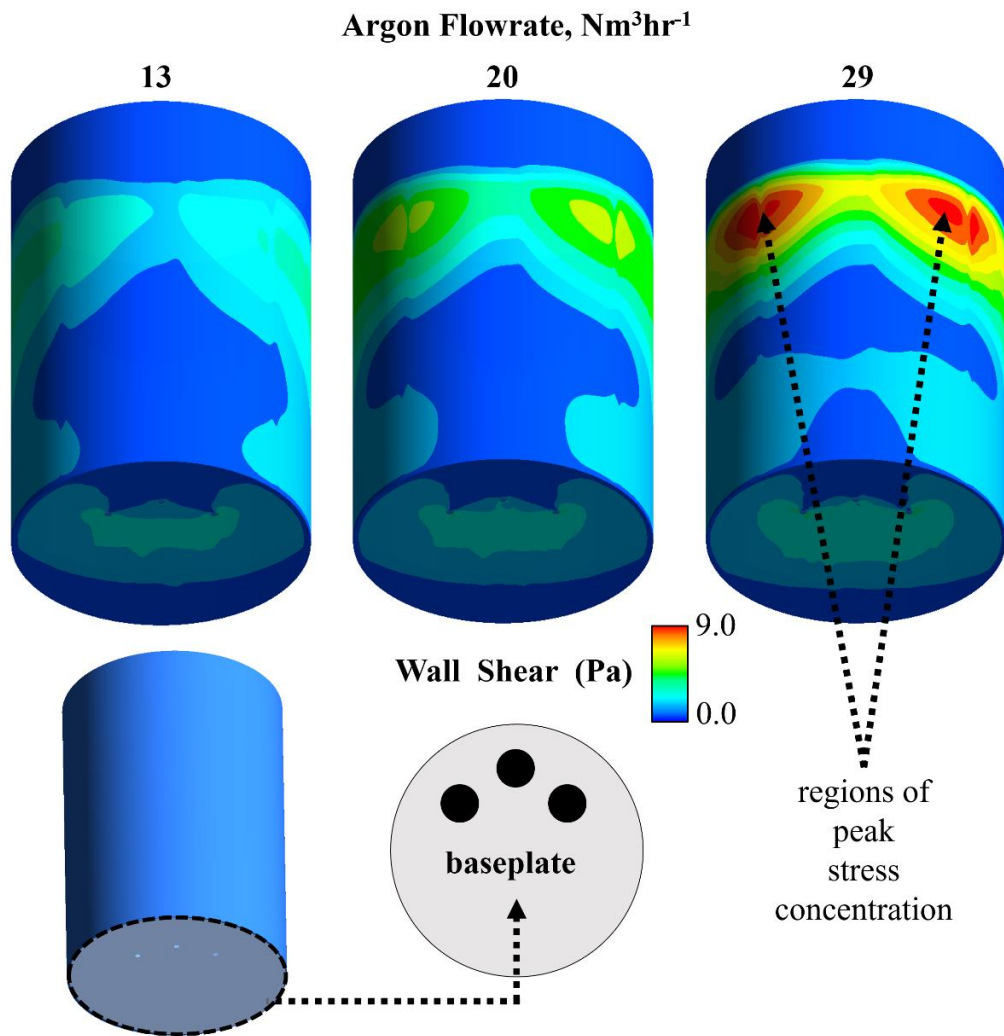 Argon Flowrate, Nm³hr⁻¹
13
20
29
Wall Shear (Pa)
9.0
0.0
baseplate
regions of
peak
stress
concentration